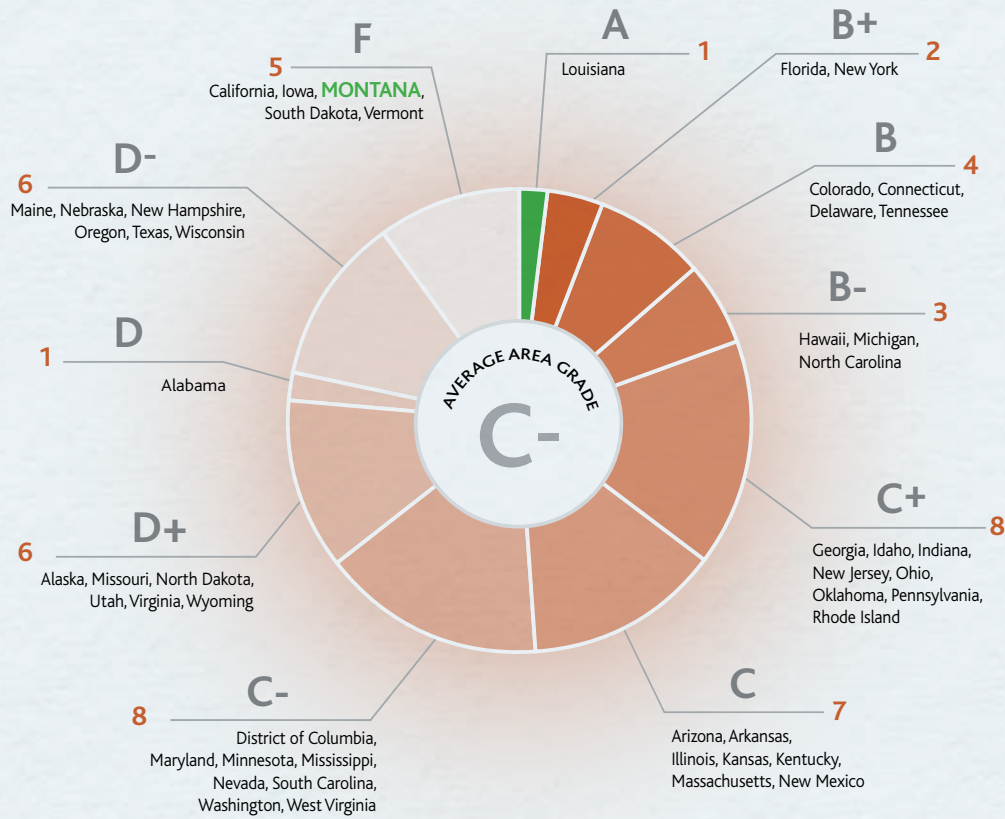 A
1
Louisiana
B+
2
Florida, New York
B
4
Colorado, Connecticut,
Delaware, Tennessee
B-
3
Hawaii, Michigan,
North Carolina
C+
8
Georgia, Idaho, Indiana,
New Jersey, Ohio,
Oklahoma, Pennsylvania,
Rhode Island
C
7
Arizona, Arkansas,
Illinois, Kansas, Kentucky,
Massachusetts, New Mexico
C-
8
District of Columbia,
Maryland, Minnesota, Mississippi,
Nevada, South Carolina,
Washington, West Virginia
D+
6
Alaska, Missouri, North Dakota,
Utah, Virginia, Wyoming
D
1
Alabama
D-
6
Maine, Nebraska, New Hampshire,
Oregon, Texas, Wisconsin
F
5
California, Iowa, MONTANA,
South Dakota, Vermont
AVERAGE AREA GRADE
C-